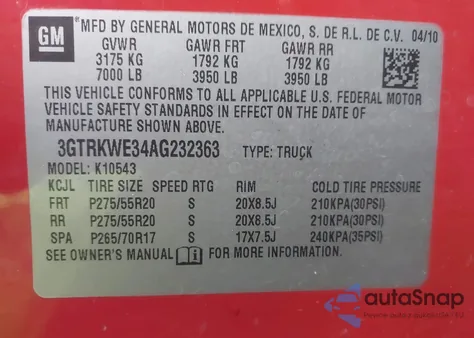 GM MFD BY GENERAL MOTORS DE MEXICO, S. DE R.L. DE C.V. 04/10
GVWR GAWR FRT GAWR RR
3175 KG 1792 KG 1792 KG
7000 LB 3950 LB 3950 LB
THIS VEHICLE CONFORMS TO ALL APPLICABLE U.S. FEDERAL MOTOR
VEHICLE SAFETY STANDARDS IN EFFECT ON THE DATE OF
MANUFACTURE SHOWN ABOVE.
3GTRKWE34AG232363 TYPE: TRUCK
MODEL: K10543
KCJL TIRE SIZE SPEED RTG RIM COLD TIRE PRESSURE
FRT P275/55R20 S 20X8.5J 210KPA(30PSI)
RR P275/55R20 S 20X8.5J 210KPA(30PSI)
SPA P265/70R17 S 17X7.5J 240KPA(35PSI)
SEE OWNER'S MANUAL FOR MORE INFORMATION.
autoSnap